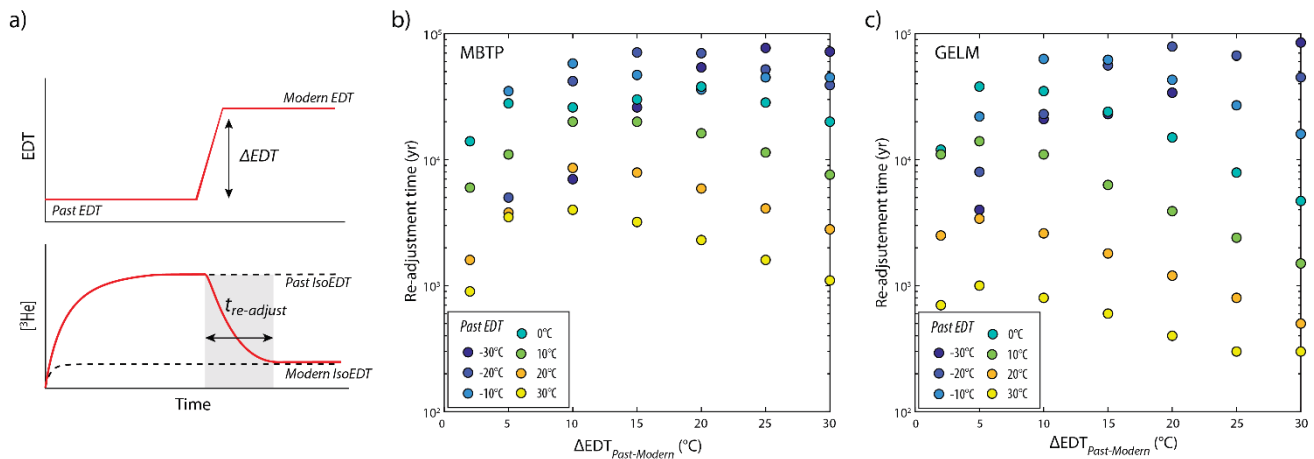 a)
EDT
Modern EDT
ΔEDT
Past EDT
[³He]
Past IsoEDT
t re-adjust
Modern IsoEDT
Time
b)
MBTP
Re-adjustment time (yr)
10⁵
10⁴
10³
10²
Past EDT
-30°C
-20°C
-10°C
0°C
10°C
20°C
30°C
0 5 10 15 20 25 30
ΔEDT Past-Modern (°C)
c)
GELM
Re-adjsutement time (yr)
10⁵
10⁴
10³
10²
Past EDT
-30°C
-20°C
-10°C
0°C
10°C
20°C
30°C
0 5 10 15 20 25 30
ΔEDT Past-Modern (°C)